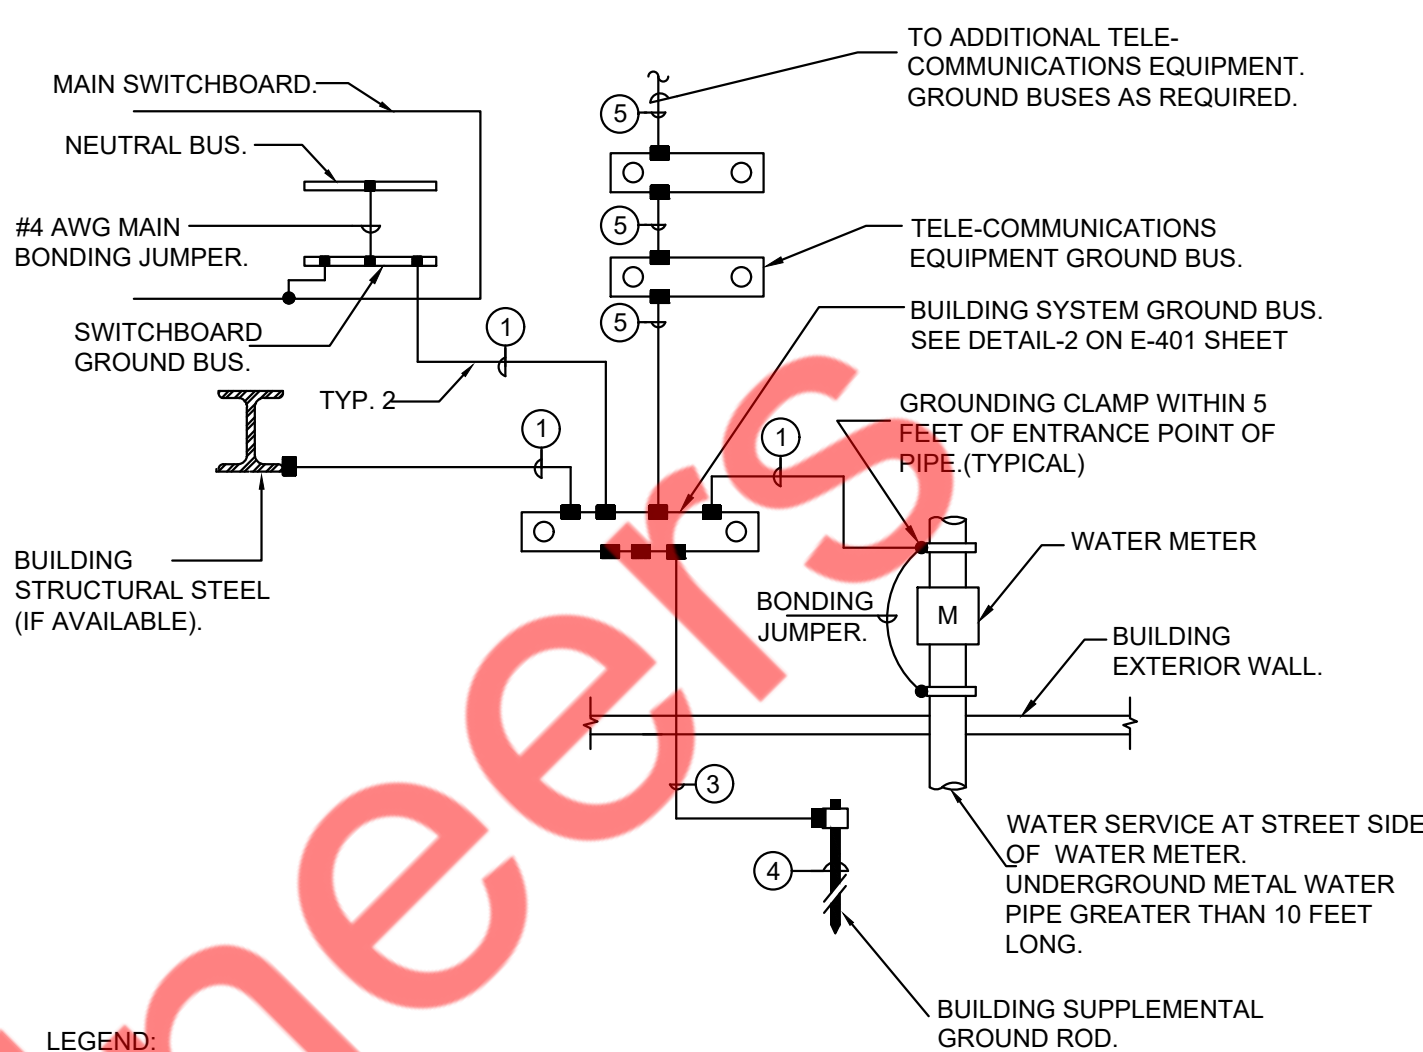 TO ADDITIONAL TELE-
COMMUNICATIONS EQUIPMENT.
GROUND BUSES AS REQUIRED.
MAIN SWITCHBOARD.
5
NEUTRAL BUS.
#4 AWG MAIN
BONDING JUMPER.
5
TELE-COMMUNICATIONS
EQUIPMENT GROUND BUS.
SWITCHBOARD
GROUND BUS.
1
5
BUILDING SYSTEM GROUND BUS.
SEE DETAIL-2 ON E-401 SHEET
TYP. 2
1
1
GROUNDING CLAMP WITHIN 5
FEET OF ENTRANCE POINT OF
PIPE.(TYPICAL)
BUILDING
STRUCTURAL STEEL
(IF AVAILABLE).
WATER METER
BONDING
JUMPER.
M
BUILDING
EXTERIOR WALL.
3
4
WATER SERVICE AT STREET SIDE
OF WATER METER.
UNDERGROUND METAL WATER
PIPE GREATER THAN 10 FEET
LONG.
BUILDING SUPPLEMENTAL
GROUND ROD.
LEGEND:
neers